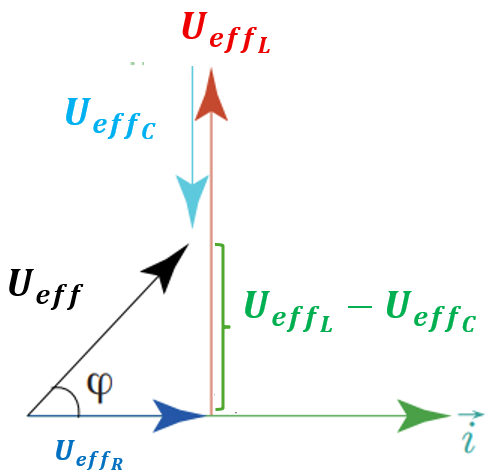 U_eff_L
U_eff_C
U_eff
U_eff_L − U_eff_C
φ
U_eff_R
i⃗